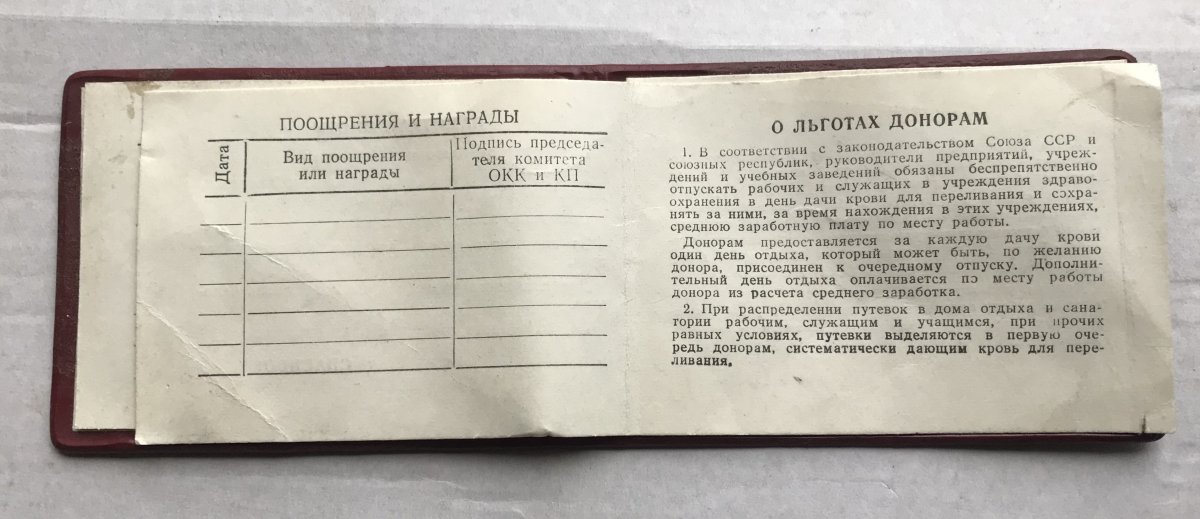 ПООЩРЕНИЯ И НАГРАДЫ
Дата
Вид поощрения
или награды
Подпись председа-
теля комитета
ОКК и КП
О ЛЬГОТАХ ДОНОРАМ
1. В соответствии с законодательством Союза ССР и
союзных республик, руководители предприятий, учреж-
дений и учебных заведений обязаны беспрепятственно
отпускать рабочих и служащих в учреждения здраво-
охранения в день дачи крови для переливания и сохра-
нять за ними, за время нахождения в этих учреждениях,
среднюю заработную плату по месту работы.
Донорам предоставляется за каждую дачу крови
один день отдыха, который может быть, по желанию
донора, присоединен к очередному отпуску. Дополни-
тельный день отдыха оплачивается по месту работы
донора из расчета среднего заработка.
2. При распределении путевок в дома отдыха и сана-
тории рабочим, служащим и учащимся, при прочих
равных условиях, путевки выделяются в первую оче-
редь донорам, систематически дающим кровь для пере-
ливания.